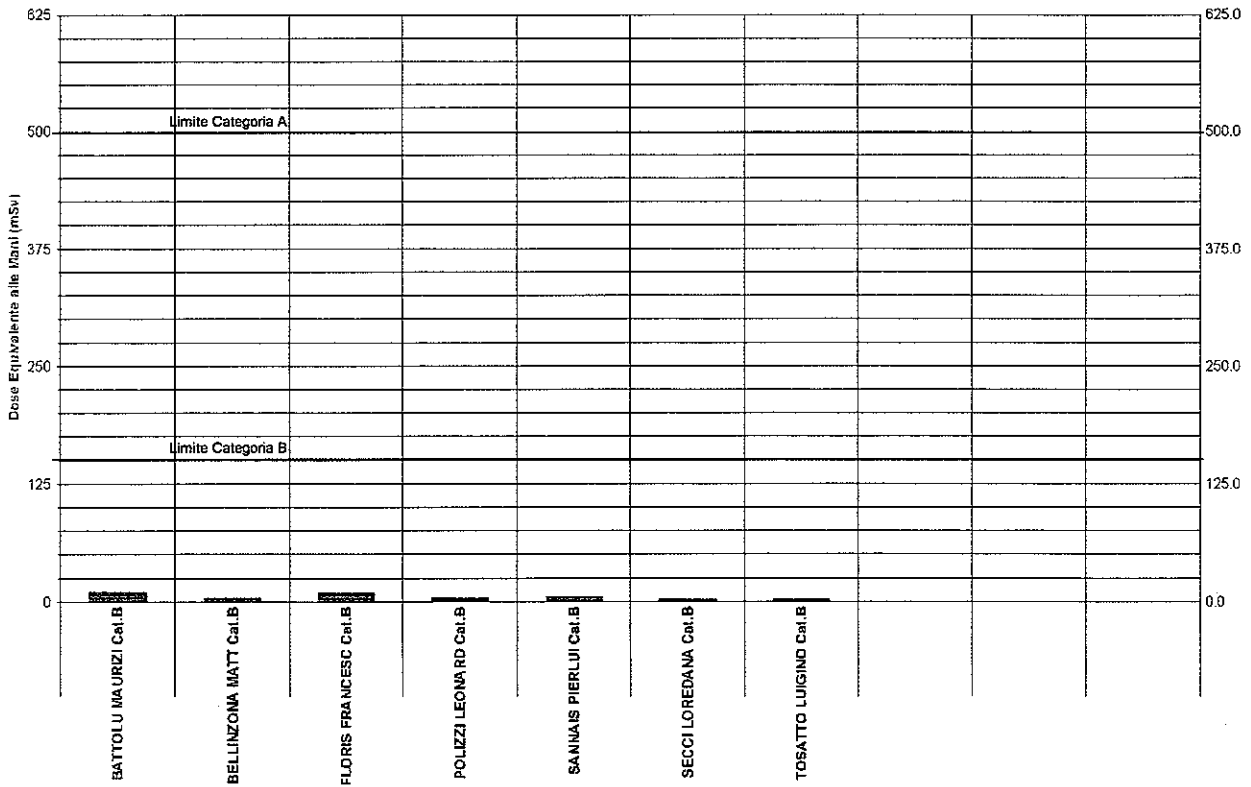 625
625.0
Limite Categoria A
500
500.0
Dose Equivalente alle Mani (mSv)
375
375.0
250
250.0
Limite Categoria B
125
125.0
0
0.0
BATTOLU MAURIZI Cat.B
BELLINZONA MATT Cat.B
FLORIS FRANCESC Cat.B
POLIZZI LEONARD Cat.B
SANNAIS PIERLUI Cat.B
SECCI LOREDANA Cat.B
TOSATTO LUIGINO Cat.B